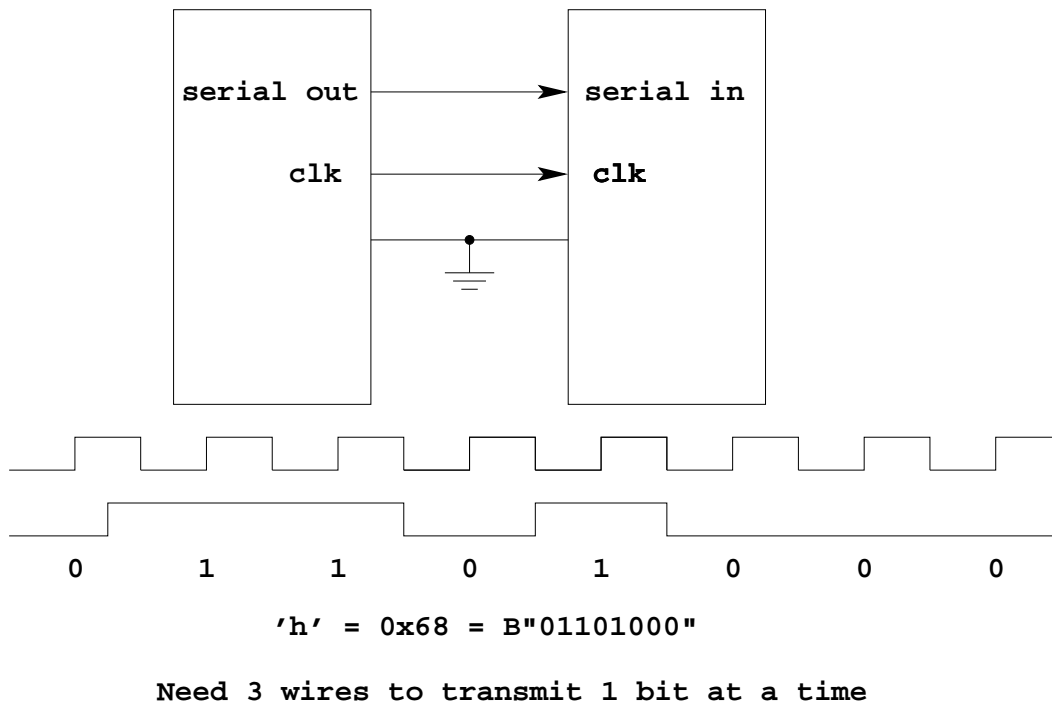 serial out serial in
clk clk
0 1 1 0 1 0 0 0
’h’ = 0x68 = B"01101000"
Need 3 wires to transmit 1 bit at a time